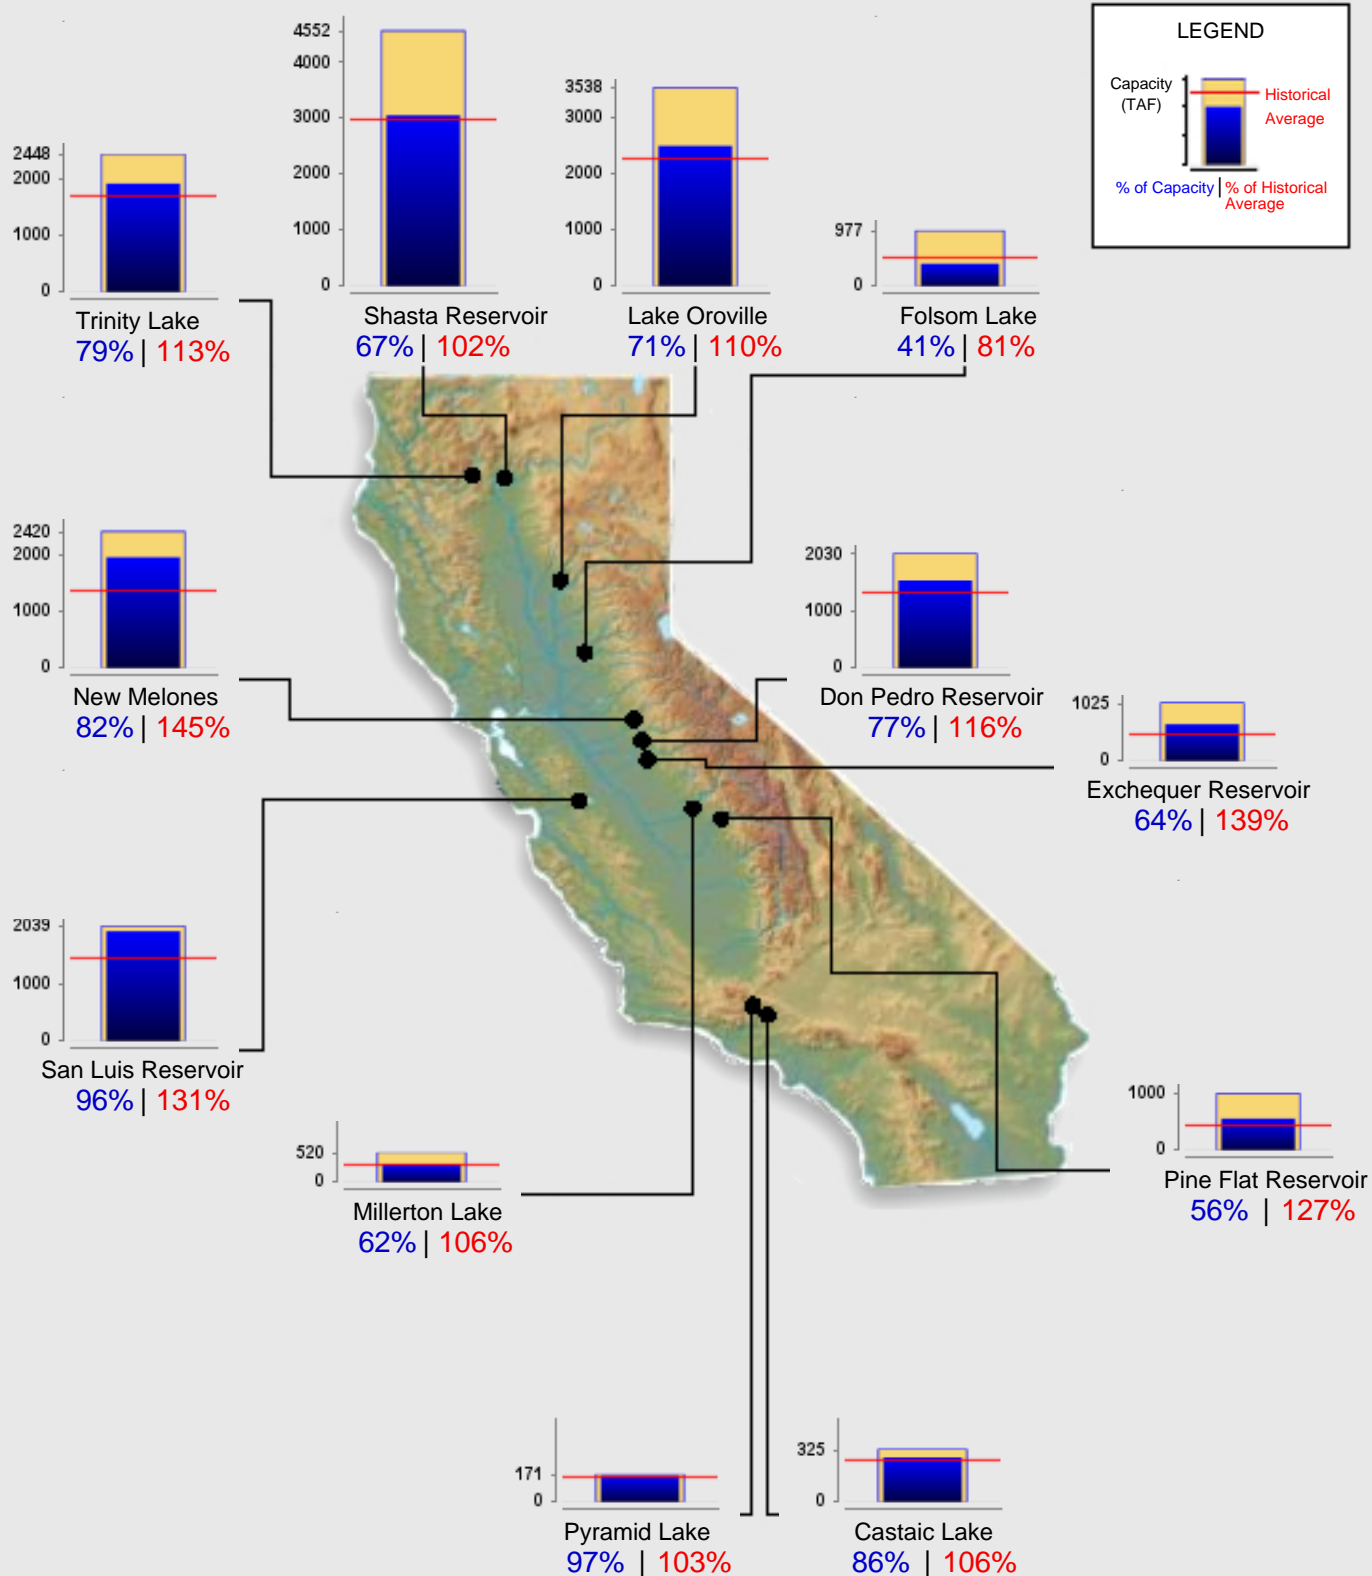 LEGEND
Capacity
(TAF)
Historical
Average
% of Capacity | % of Historical
Average
4552
4000
3000
2000
1000
0
Shasta Reservoir
67% | 102%
3538
3000
2000
1000
0
Lake Oroville
71% | 110%
2448
2000
1000
0
Trinity Lake
79% | 113%
977
0
Folsom Lake
41% | 81%
2420
2000
1000
0
New Melones
82% | 145%
2030
1000
0
Don Pedro Reservoir
77% | 116%
1025
0
Exchequer Reservoir
64% | 139%
2039
1000
0
San Luis Reservoir
96% | 131%
520
0
Millerton Lake
62% | 106%
1000
0
Pine Flat Reservoir
56% | 127%
171
0
Pyramid Lake
97% | 103%
325
0
Castaic Lake
86% | 106%